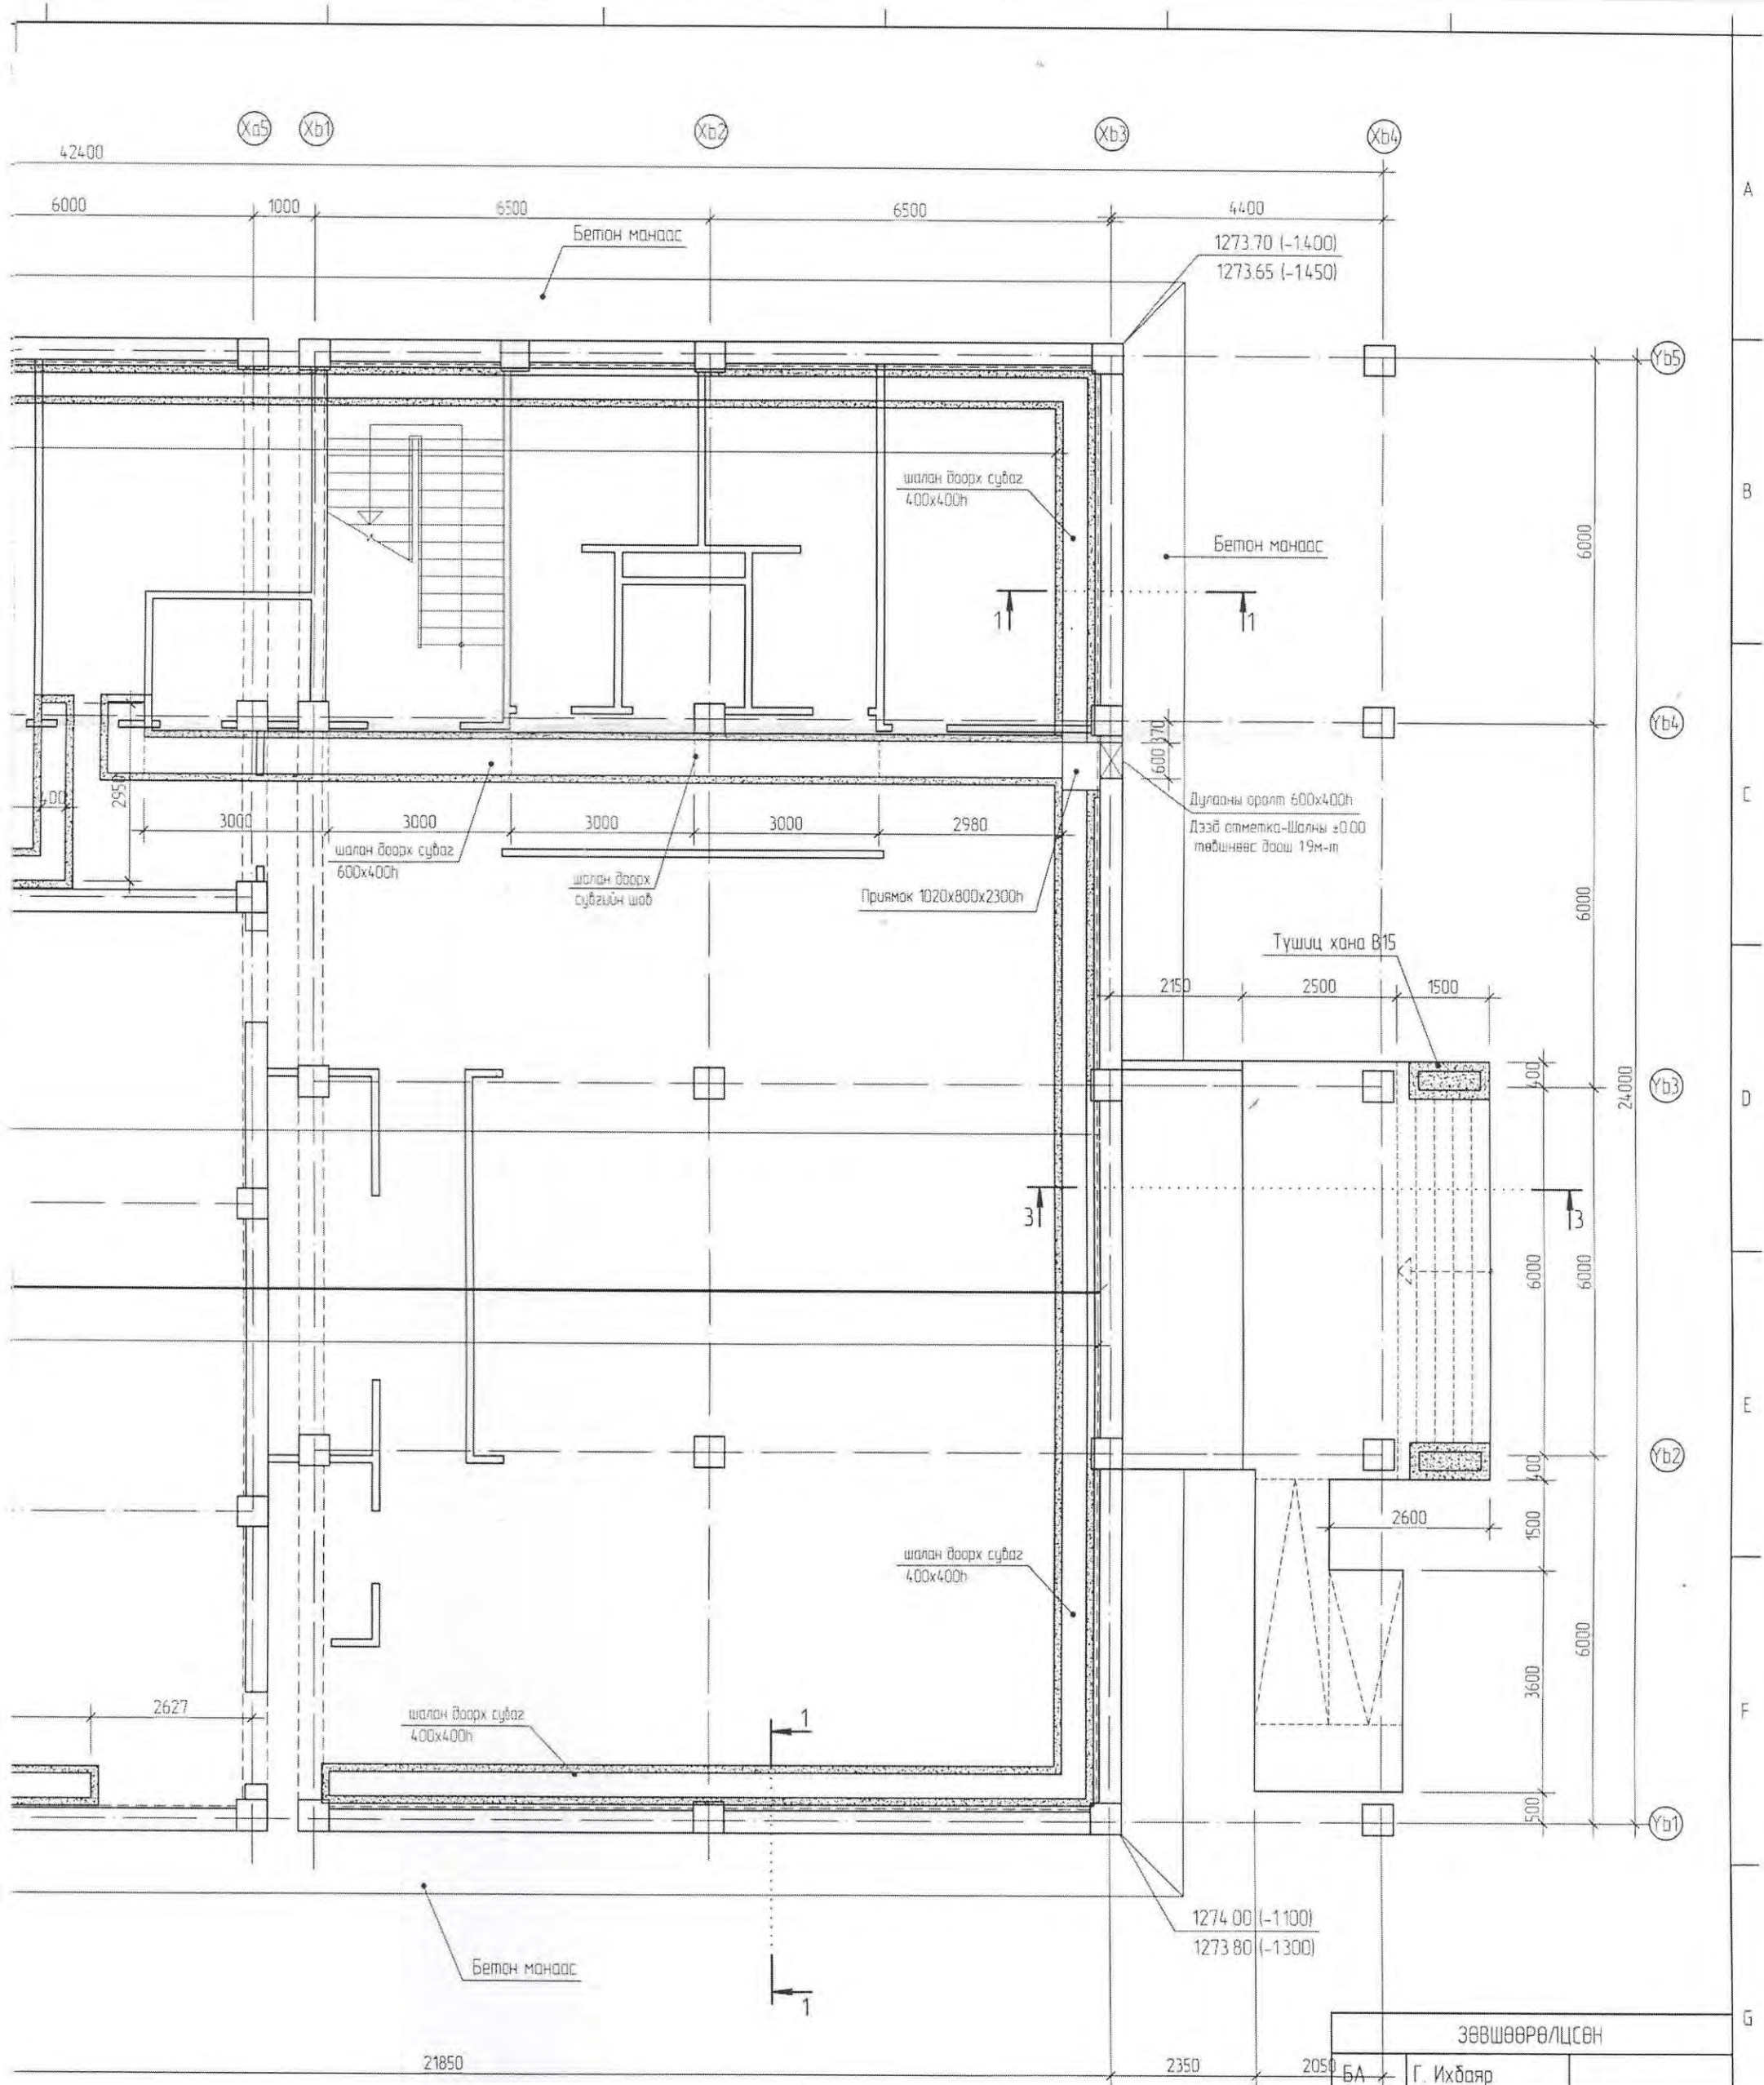 Xa5 Xb1 Xb2 Xb3 Xb4
42400
A
6000 1000 6500 6500 4400
Бетон манаас
1273.70 (-1.400)
1273.65 (-1.450)
Yb5
шалан доорх суваг
400x400h
B
6000
Бетон манаас
1 1
Yb4
370
600
C
400
2950
Дулааны оролт 600x400h
Дээд отметка-Шалны ±0.00
төвшнөөс доош 1.9м-т
3000 3000 3000 3000 2980
шалан доорх суваг
600x400h
шалан доорх
сувгийн шов
Приямок 1020x800x2300h
6000
Тушиц хана B15
2150 2500 1500
400
Yb3
24000
D
3 3
6000 6000
E
Yb2
400
2600
1500
шалан доорх суваг
400x400h
6000
3600
2627
шалан доорх суваг
400x400h
1
F
500
Yb1
1274.00 (-1.100)
1273.80 (-1.300)
Бетон манаас
1
G
ЗӨВШӨӨРӨЛЦСӨН
21850 2350 2050
БА Г. Ихбаяр